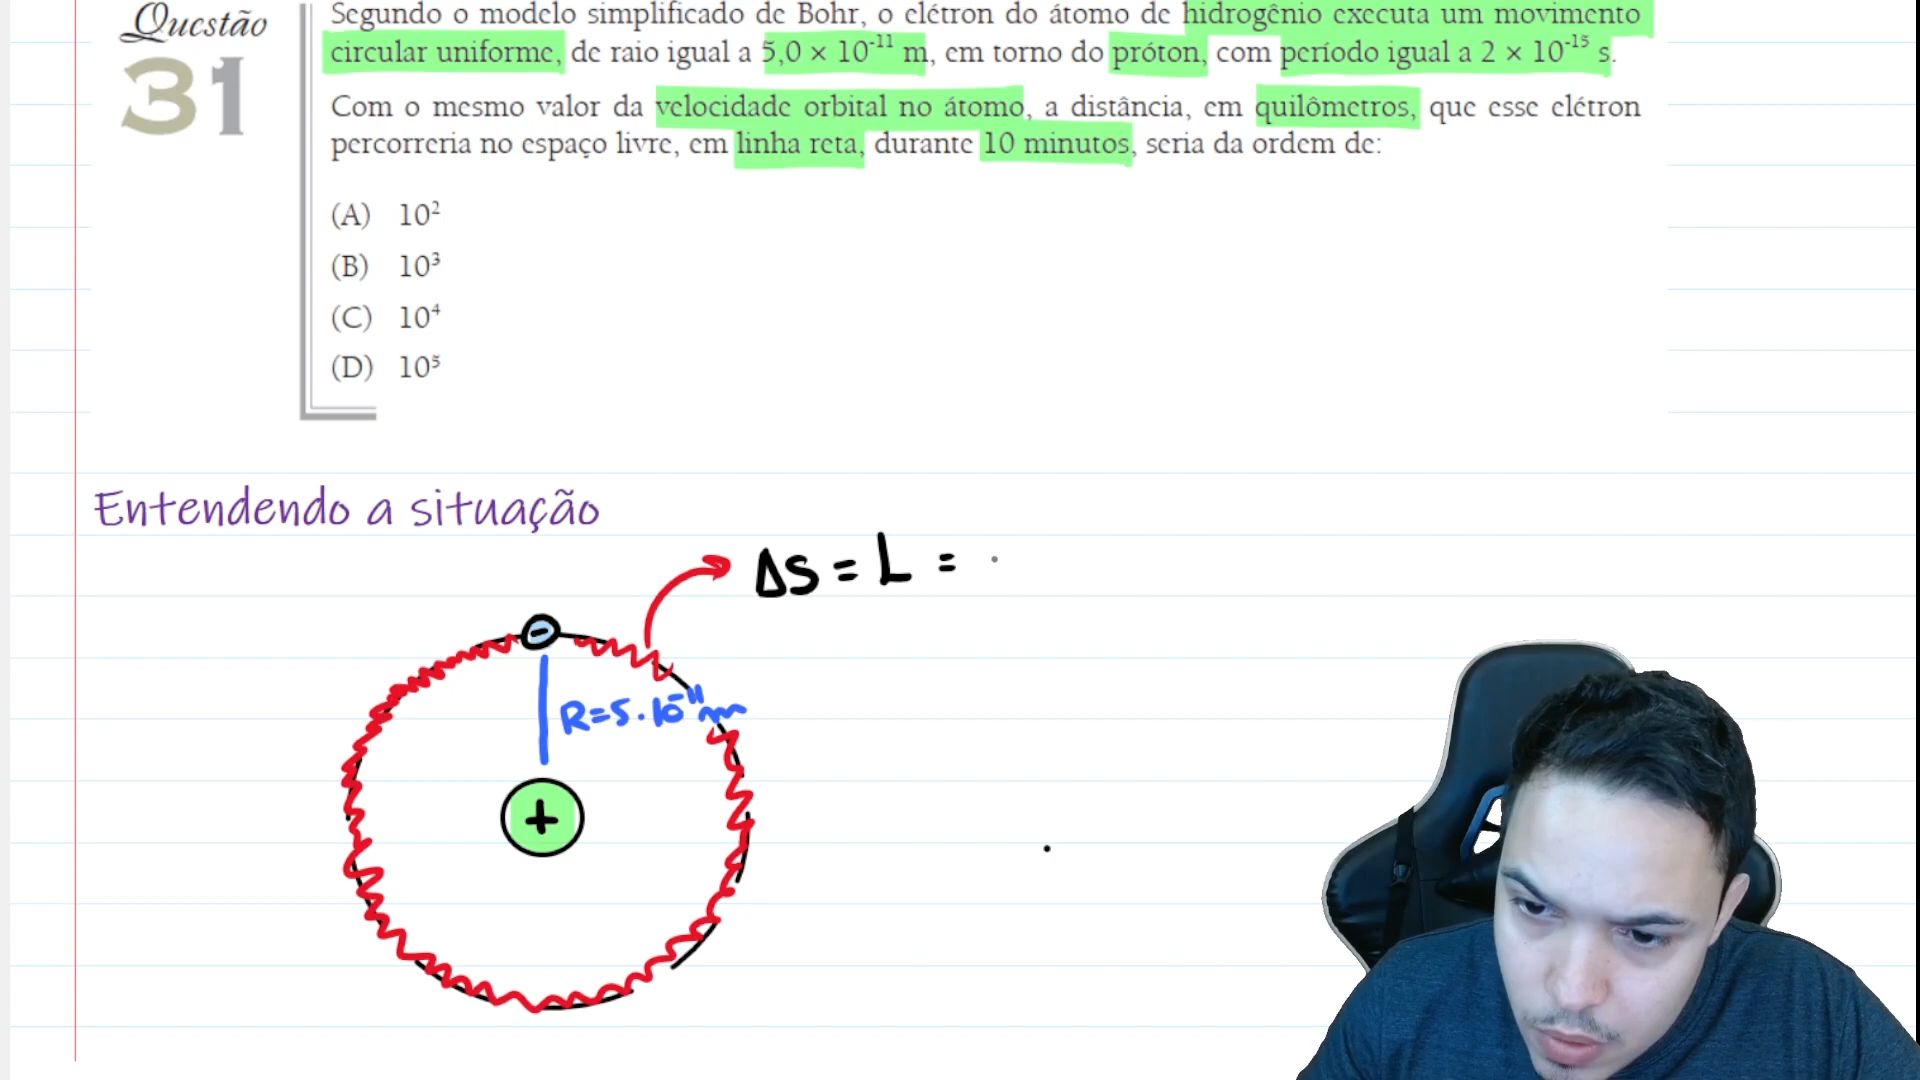 Questão
31
Segundo o modelo simplificado de Bohr, o elétron do átomo de hidrogênio executa um movimento
circular uniforme, de raio igual a 5,0 × 10⁻¹¹ m, em torno do próton, com período igual a 2 × 10⁻¹⁵ s.
Com o mesmo valor da velocidade orbital no átomo, a distância, em quilômetros, que esse elétron
percorreria no espaço livre, em linha reta, durante 10 minutos, seria da ordem de:
(A) 10²
(B) 10³
(C) 10⁴
(D) 10⁵
Entendendo a situação
ΔS = L =
-
R=5.10⁻¹¹m
+